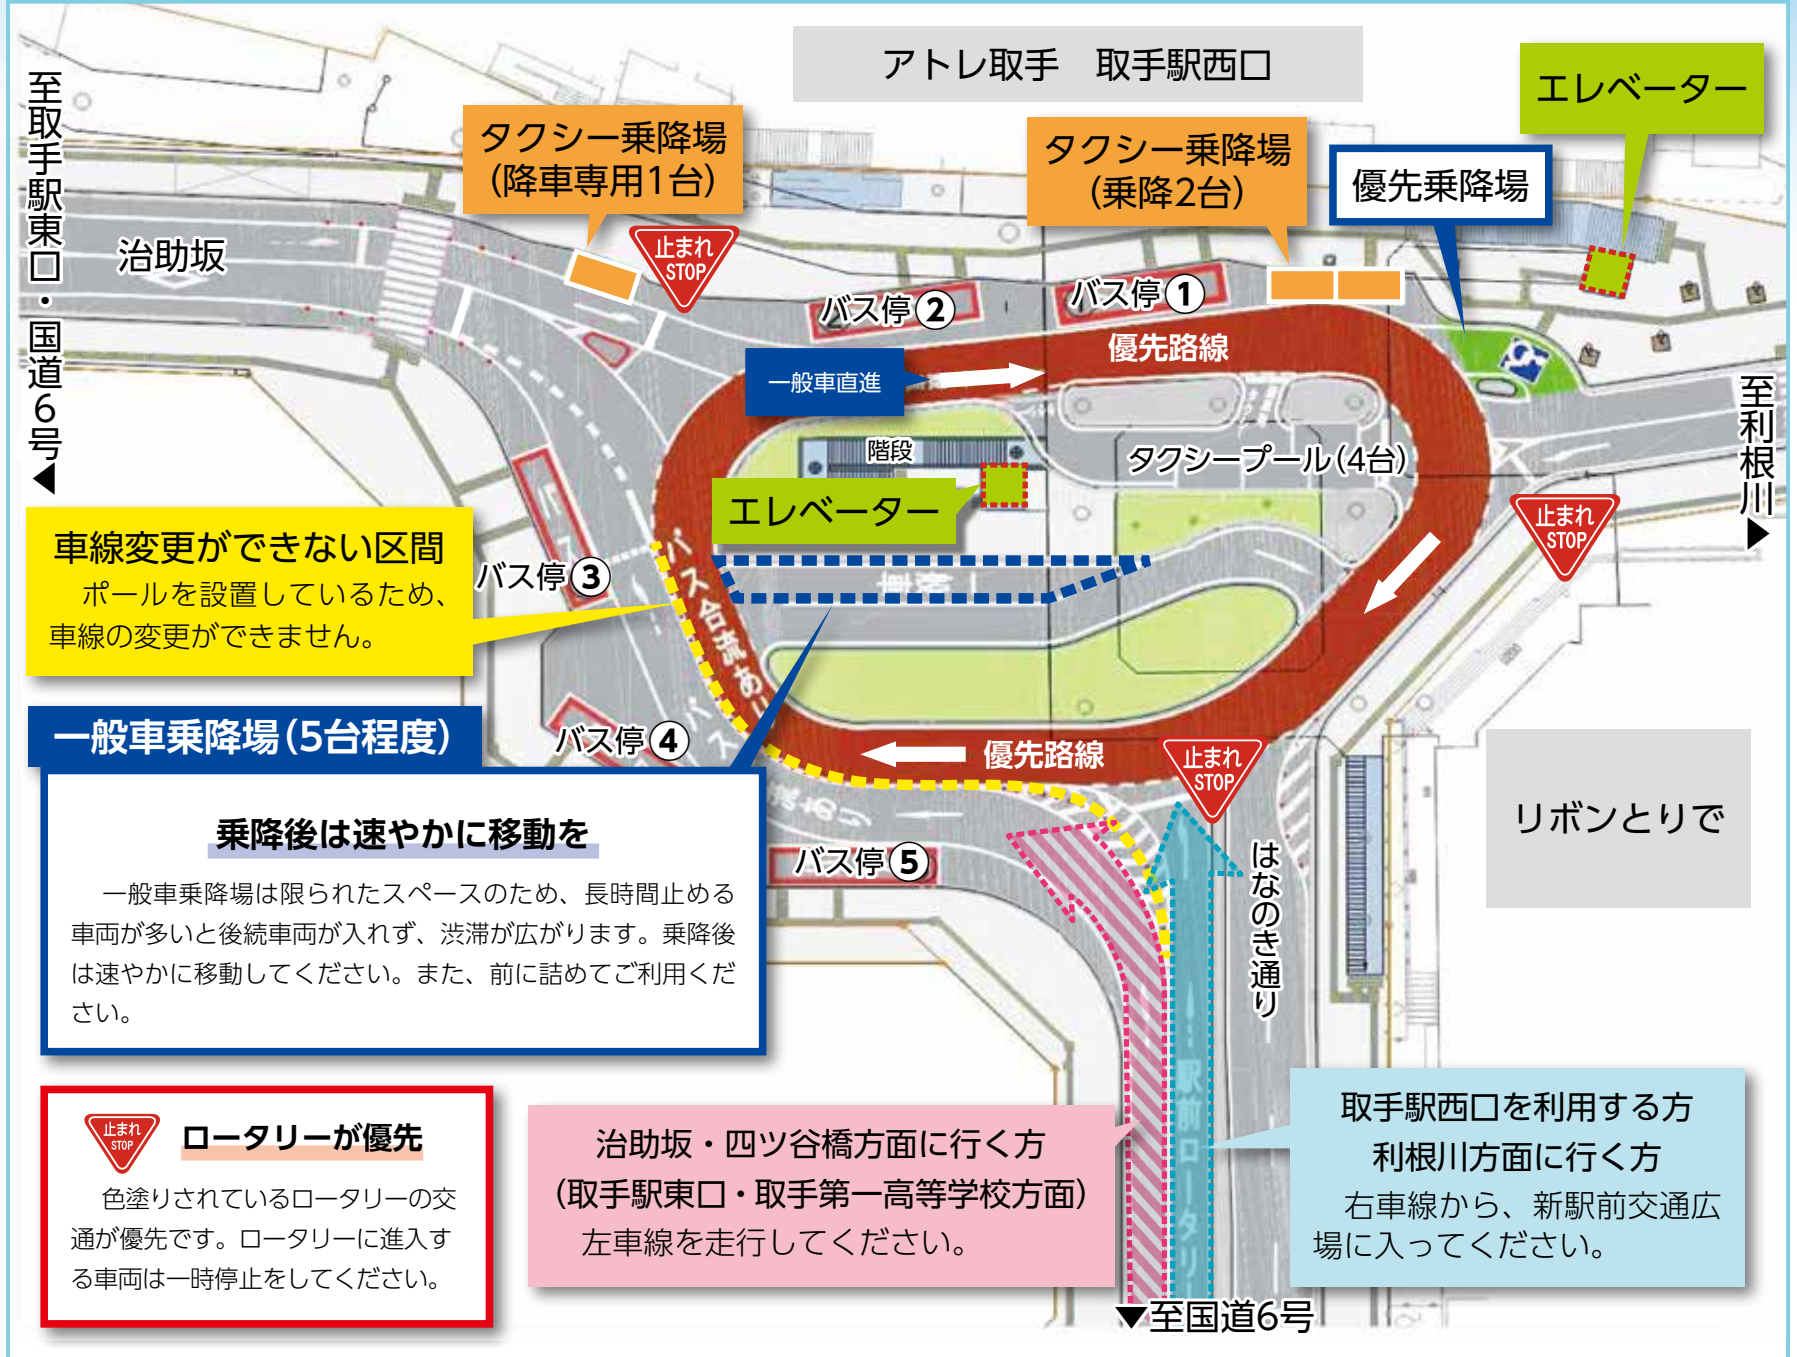 アトレ取手　取手駅西口
エレベーター
タクシー乗降場
(降車専用1台)
タクシー乗降場
(乗降2台)
優先乗降場
至取手駅東口・国道6号◀
治助坂
止まれ
STOP
バス停②
バス停①
優先路線
一般車直進
至利根川▶
階段
タクシープール(4台)
エレベーター
止まれ
STOP
車線変更ができない区間
ポールを設置しているため、
車線の変更ができません。
バス停③
バス合流あり
一般車乗降場(5台程度)
バス停④
優先路線
止まれ
STOP
リボンとりで
乗降後は速やかに移動を
一般車乗降場は限られたスペースのため、長時間止める
車両が多いと後続車両が入れず、渋滞が広がります。乗降後
は速やかに移動してください。また、前に詰めてご利用くだ
さい。
バス停⑤
はなのき通り
止まれ
STOP
ロータリーが優先
色塗りされているロータリーの交
通が優先です。ロータリーに進入す
る車両は一時停止をしてください。
治助坂・四ツ谷橋方面に行く方
(取手駅東口・取手第一高等学校方面)
左車線を走行してください。
駅前ロータリー
取手駅西口を利用する方
利根川方面に行く方
右車線から、新駅前交通広
場に入ってください。
▼至国道6号